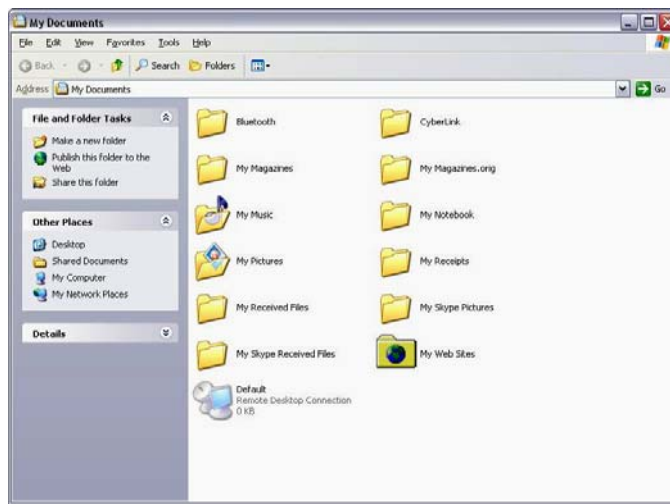 My Documents
File Edit View Favorites Tools Help
Back Search Folders
Address My Documents Go
File and Folder Tasks
Make a new folder
Publish this folder to the
Web
Share this folder
Other Places
Desktop
Shared Documents
My Computer
My Network Places
Details
Bluetooth CyberLink
My Magazines My Magazines.orig
My Music My Notebook
My Pictures My Receipts
My Received Files My Skype Pictures
My Skype Received Files My Web Sites
Default
Remote Desktop Connection
0 KB